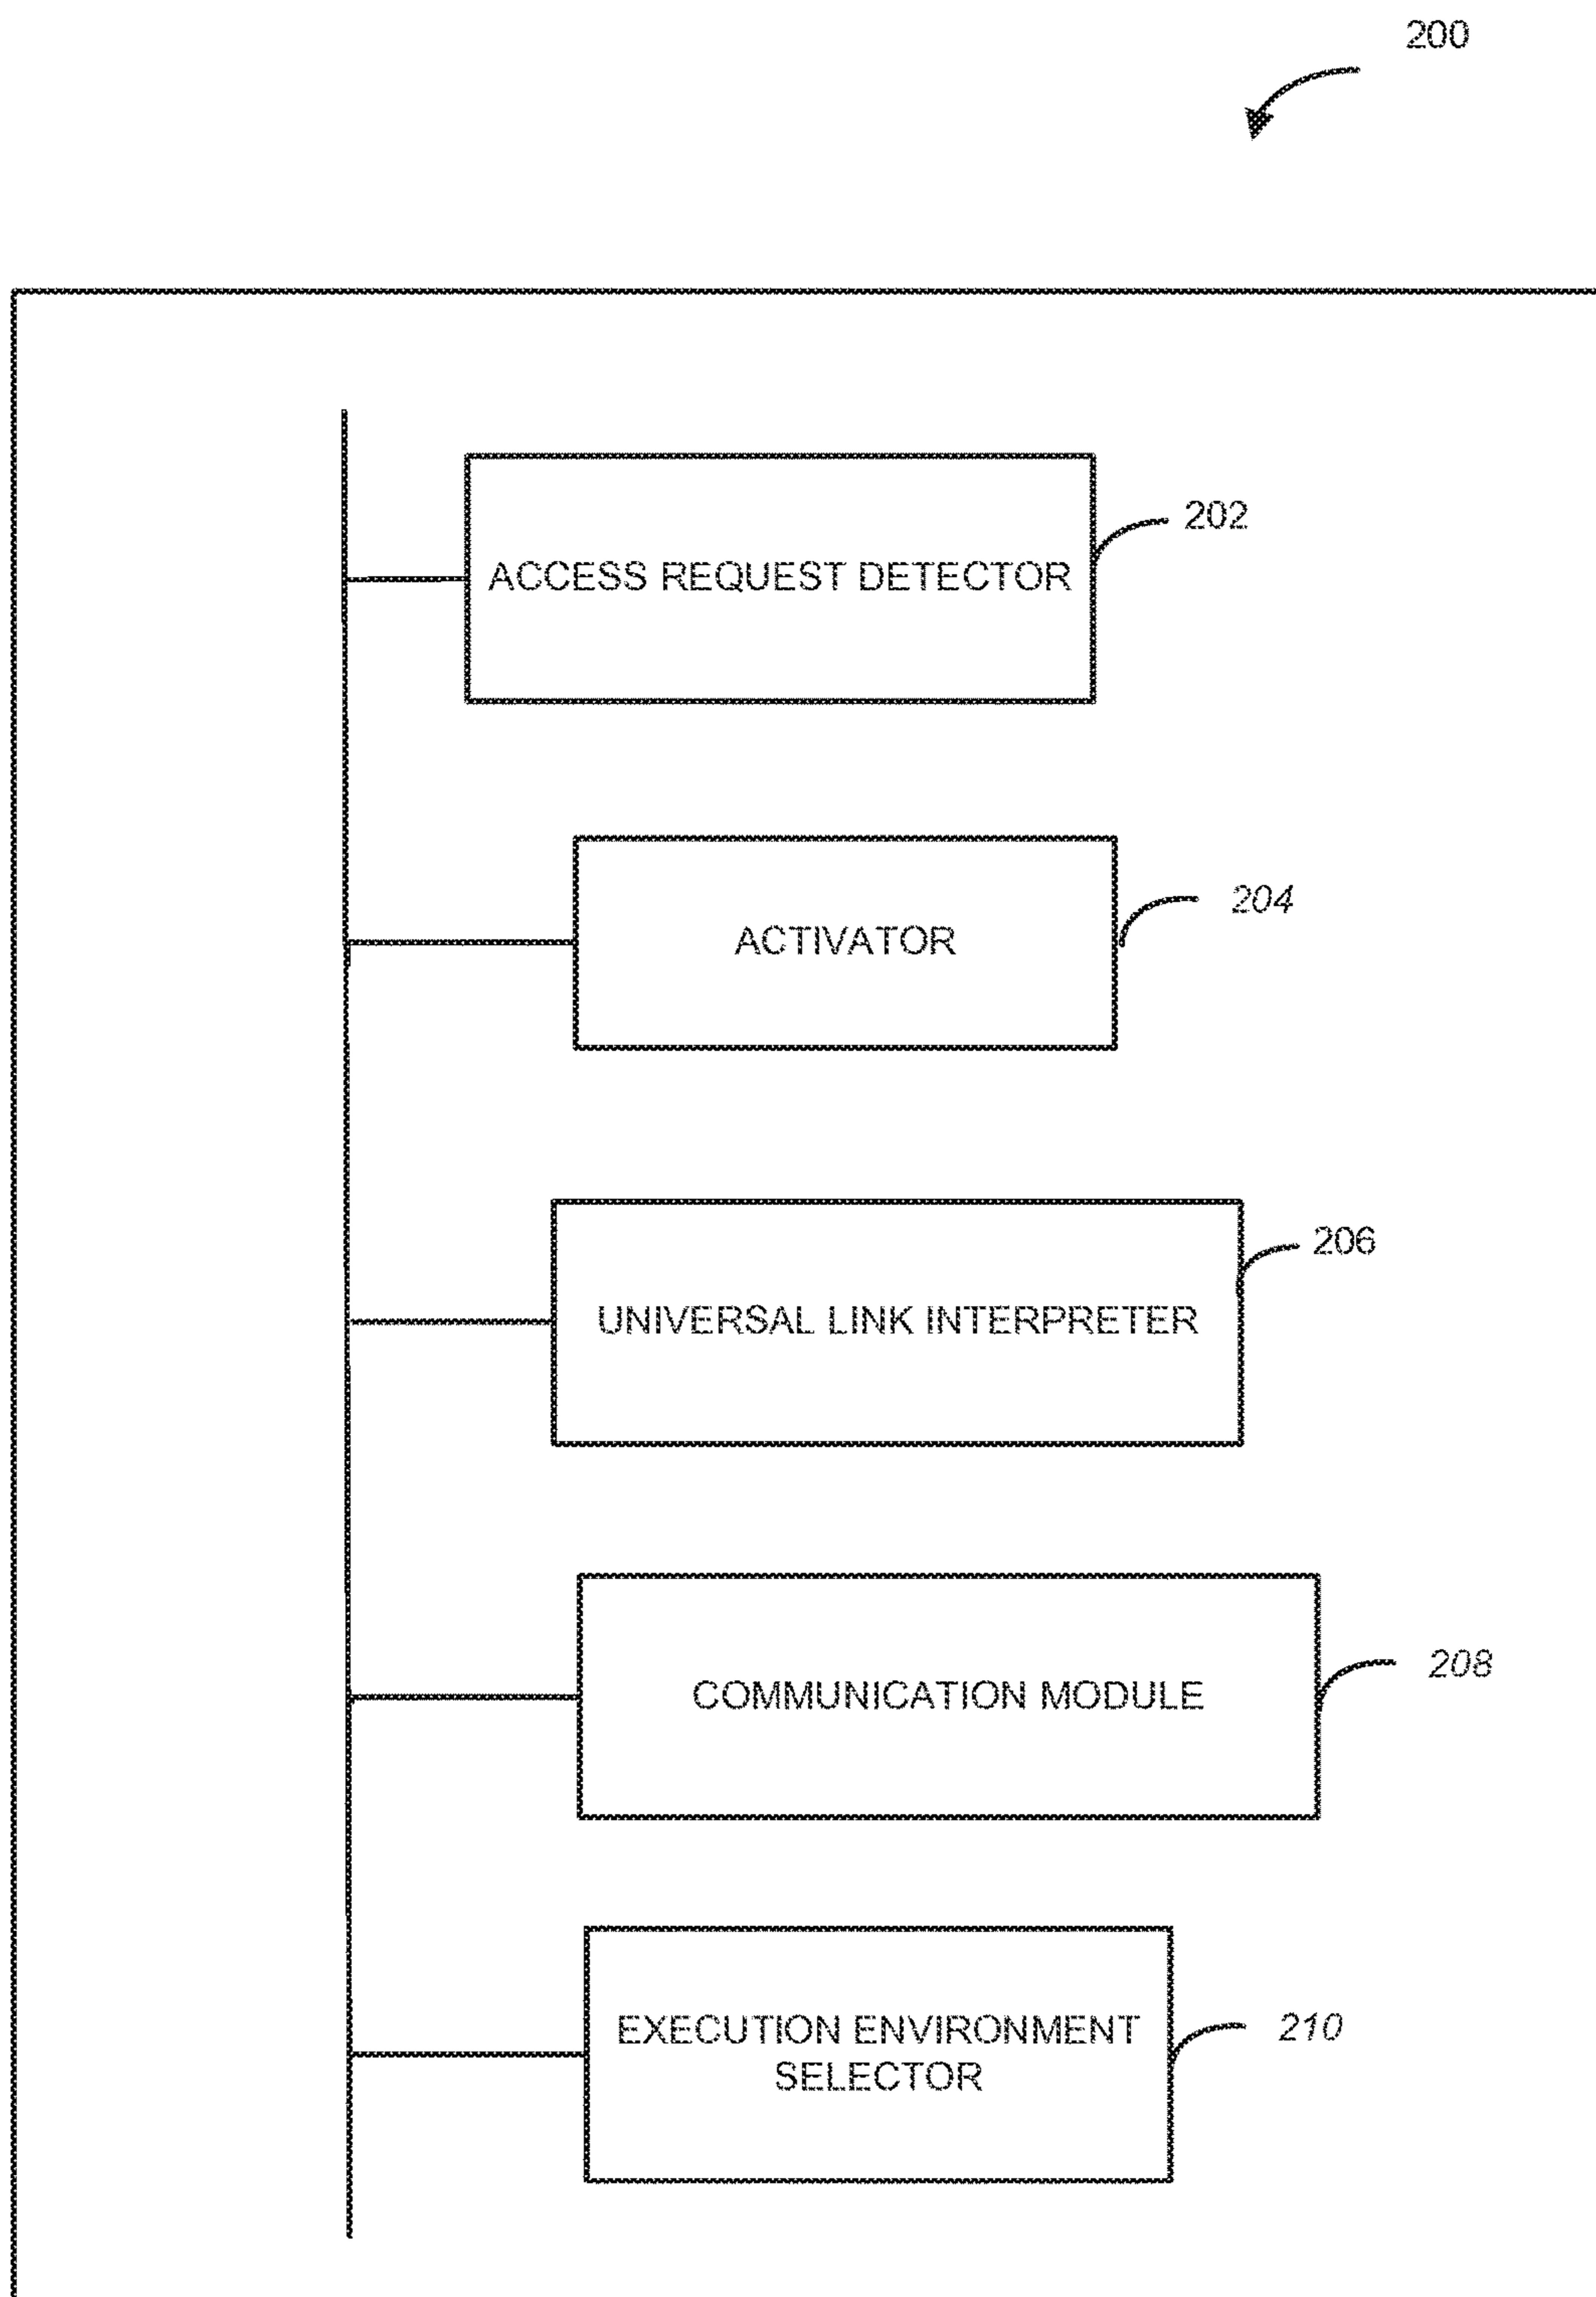 200
ACCESS REQUEST DETECTOR
202
ACTIVATOR
204
UNIVERSAL LINK INTERPRETER
206
COMMUNICATION MODULE
208
EXECUTION ENVIRONMENT
SELECTOR
210